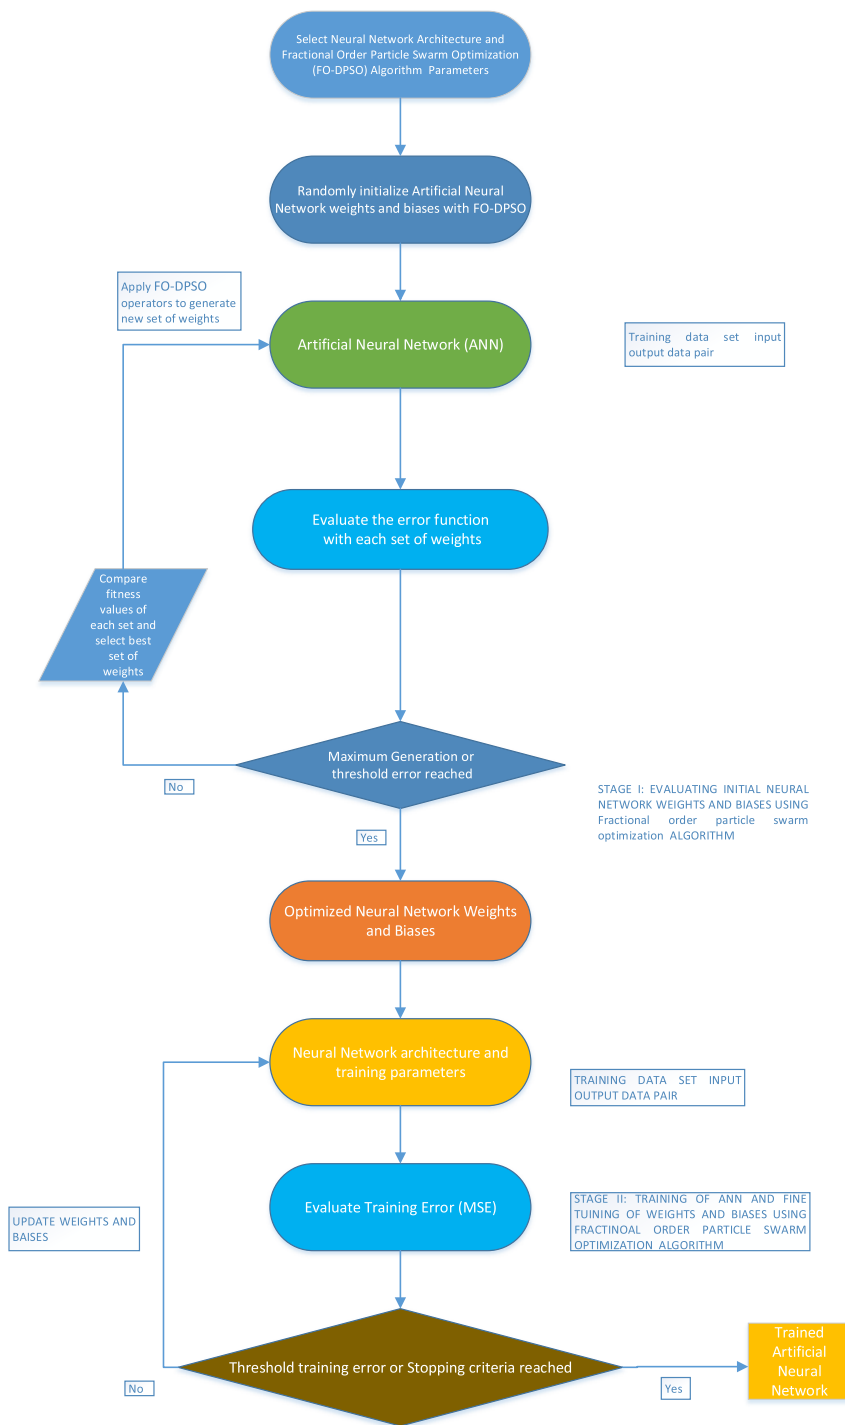 Select Neural Network Architecture and
Fractional Order Particle Swarm Optimization
(FO-DPSO) Algorithm Parameters
Randomly initialize Artificial Neural
Network weights and biases with FO-DPSO
Apply FO-DPSO
operators to generate
new set of weights
Artificial Neural Network (ANN)
Training data set input
output data pair
Evaluate the error function
with each set of weights
Compare
fitness
values of
each set and
select best
set of
weights
Maximum Generation or
threshold error reached
No
STAGE I: EVALUATING INITIAL NEURAL
NETWORK WEIGHTS AND BIASES USING
Fractional order particle swarm
optimization ALGORITHM
Yes
Optimized Neural Network Weights
and Biases
Neural Network architecture and
training parameters
TRAINING DATA SET INPUT
OUTPUT DATA PAIR
Evaluate Training Error (MSE)
STAGE II: TRAINING OF ANN AND FINE
TUINING OF WEIGHTS AND BIASES USING
FRACTINOAL ORDER PARTICLE SWARM
OPTIMIZATION ALGORITHM
UPDATE WEIGHTS AND
BAISES
Threshold training error or Stopping criteria reached
No
Yes
Trained
Artificial
Neural
Network